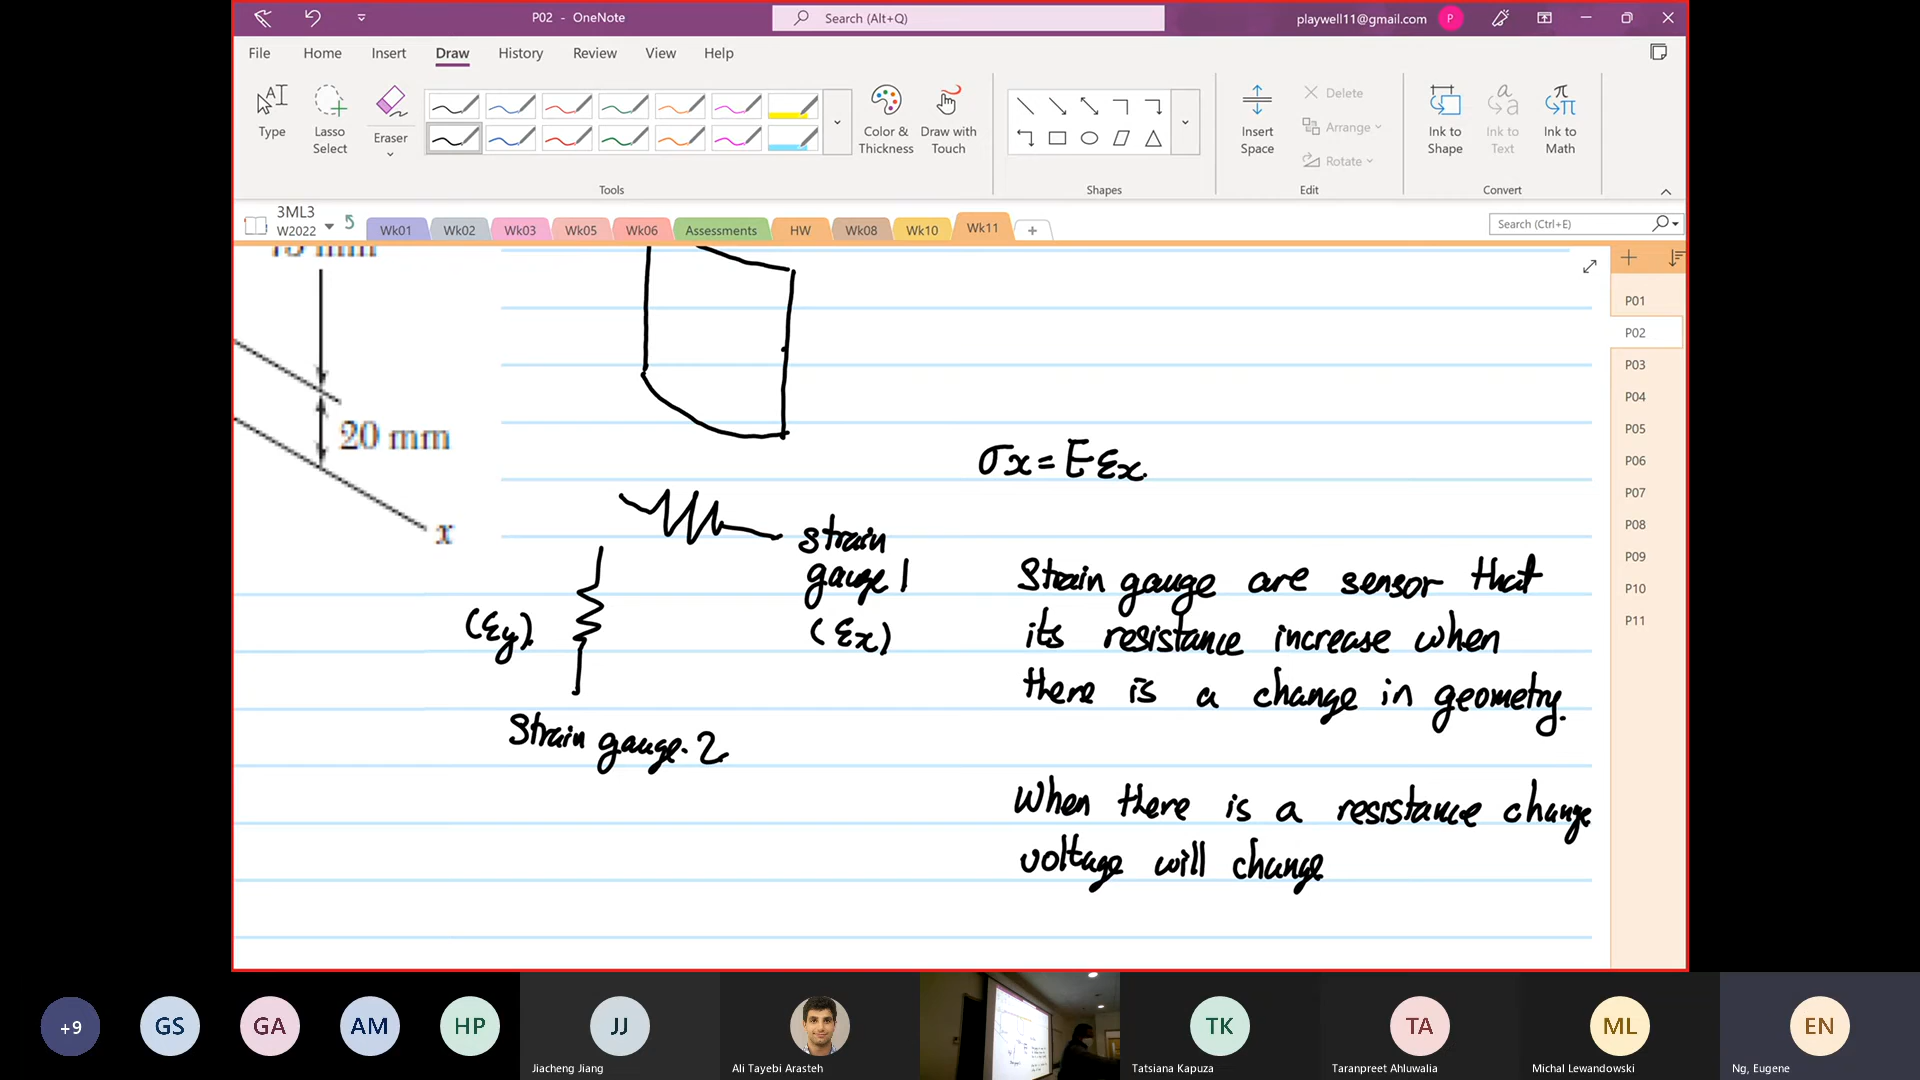 P02 - OneNote
Search (Alt+Q)
playwell11@gmail.com
P
File Home Insert Draw History Review View Help
Type
Lasso Select
Eraser
Color & Thickness
Draw with Touch
Insert Space
Delete
Arrange
Rotate
Ink to Shape
Ink to Text
Ink to Math
Tools
Shapes
Edit
Convert
3ML3
W2022
Wk01 Wk02 Wk03 Wk05 Wk06 Assessments HW Wk08 Wk10 Wk11
Search (Ctrl+E)
P01
P02
P03
P04
P05
P06
P07
P08
P09
P10
P11
mm
20 mm
x
σx = E εx
strain
gauge 1
(εx)
(εy)
Strain gauge. 2
Strain gauge are sensor that
its resistance increase when
there is a change in geometry.
When there is a resistance change
voltage will change
+9
GS
GA
AM
HP
JJ
Jiacheng Jiang
Ali Tayebi Arasteh
TK
Tatsiana Kapuza
TA
Taranpreet Ahluwalia
ML
Michal Lewandowski
EN
Ng, Eugene